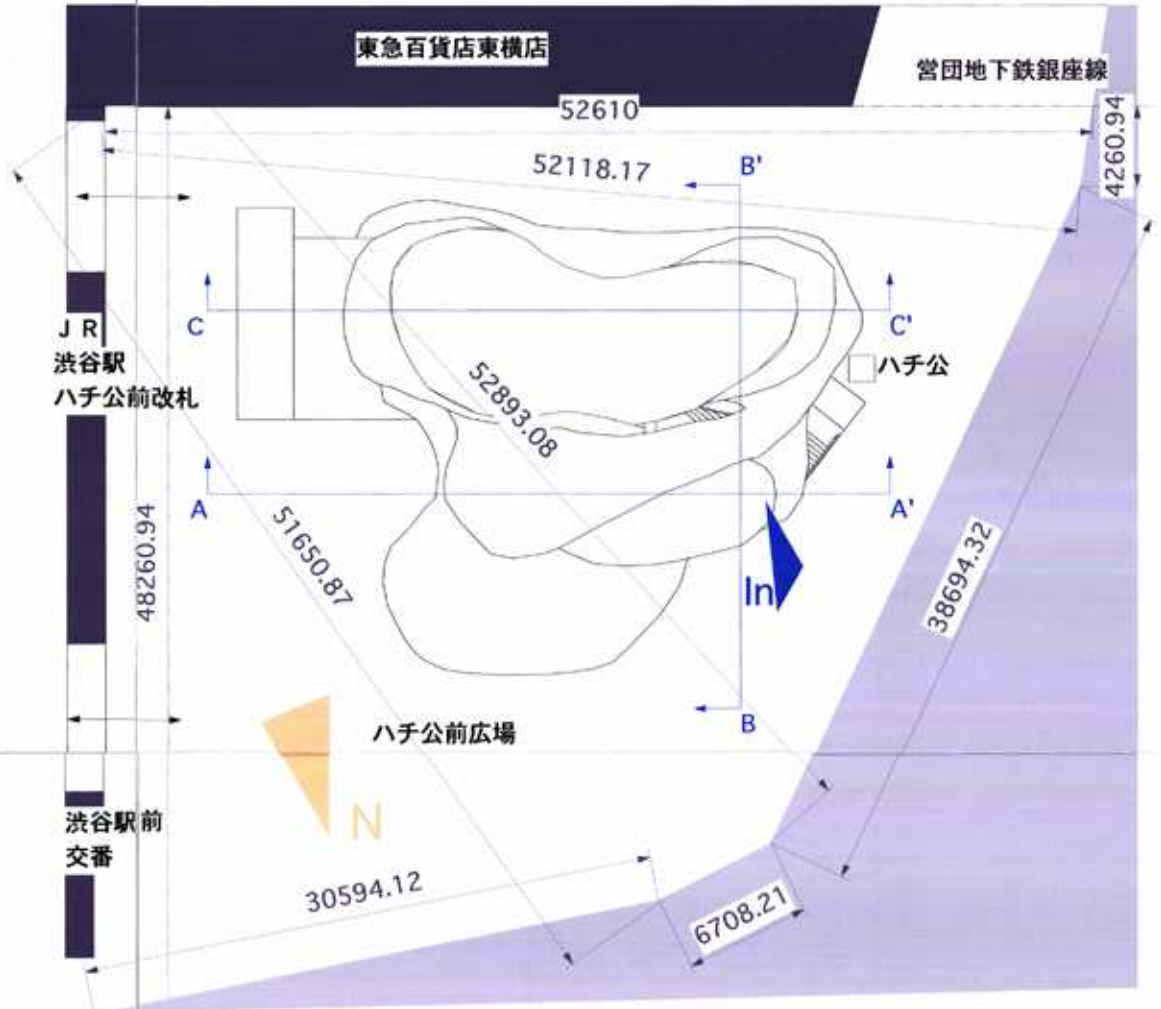 東急百貨店東横店
営団地下鉄銀座線
52610
4260.94
52118.17
B'
C
C'
JR
渋谷駅
ハチ公前改札
ハチ公
52893.08
A
A'
48260.94
51650.87
In
38694.32
B
ハチ公前広場
N
渋谷駅前
交番
30594.12
6708.21